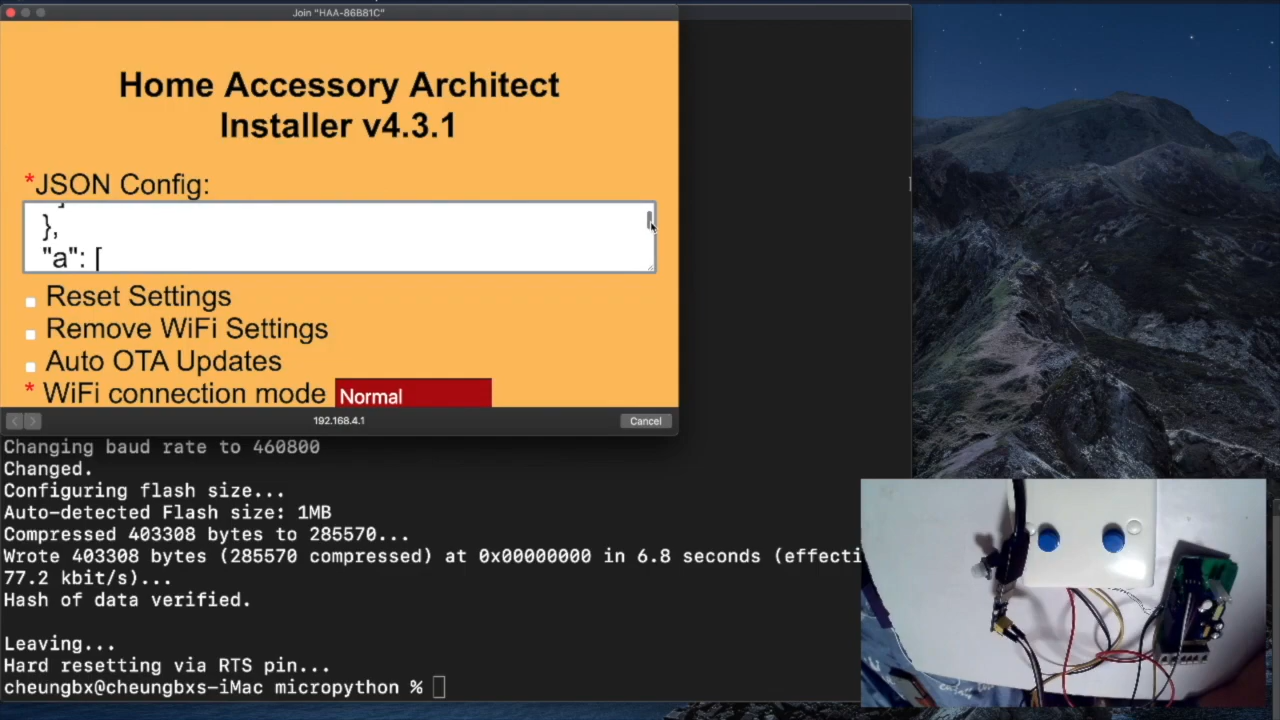 Join "HAA-86B81C"
Home Accessory Architect
Installer v4.3.1
*JSON Config:
},
"a": [
Reset Settings
Remove WiFi Settings
Auto OTA Updates
* WiFi connection mode Normal
192.168.4.1
Cancel
Changing baud rate to 460800
Changed.
Configuring flash size...
Auto-detected Flash size: 1MB
Compressed 403308 bytes to 285570...
Wrote 403308 bytes (285570 compressed) at 0x00000000 in 6.8 seconds (effecti
77.2 kbit/s)...
Hash of data verified.
Leaving...
Hard resetting via RTS pin...
cheungbx@cheungbxs-iMac micropython %